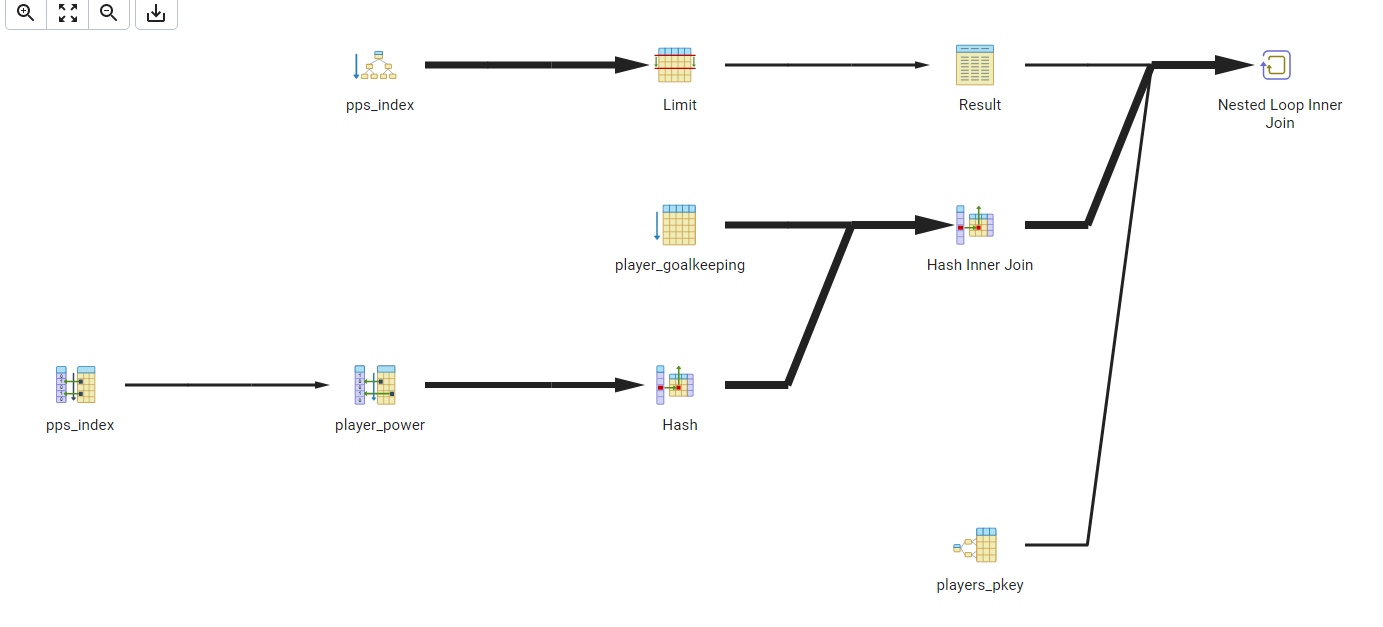 pps_index
Limit
Result
Nested Loop Inner
Join
player_goalkeeping
Hash Inner Join
pps_index
player_power
Hash
players_pkey